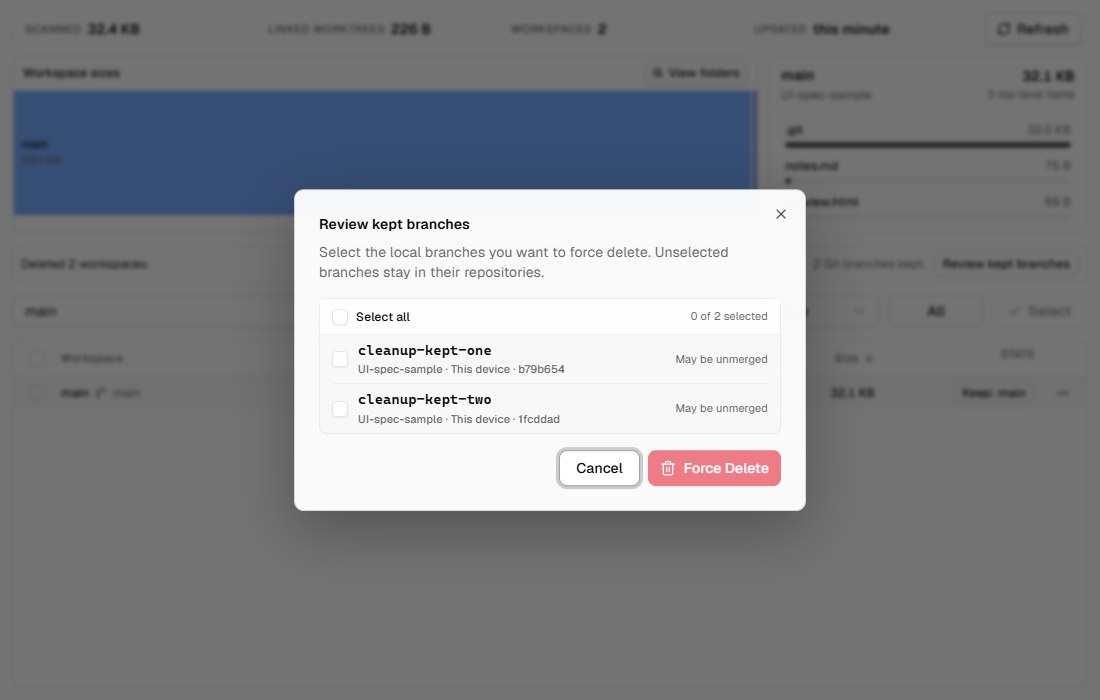 SCANNED 32.4 KB
LINKED WORKTREES 226 B
WORKSPACES 2
UPDATED this minute
Refresh
Workspace sizes
View folders
main
main 32.1 KB
UI-spec-sample 3 top-level items
.git 32.0 KB
notes.md 75 B
69 B
Review kept branches
Select the local branches you want to force delete. Unselected
branches stay in their repositories.
Select all 0 of 2 selected
cleanup-kept-one
UI-spec-sample · This device · b79b654
May be unmerged
cleanup-kept-two
UI-spec-sample · This device · 1fcddad
May be unmerged
Cancel
Force Delete
Deleted 2 workspaces.
2 Git branches kept.
Review kept branches
main
All
Select
Workspace
Size
STATE
main main
32.1 KB
Keep: main